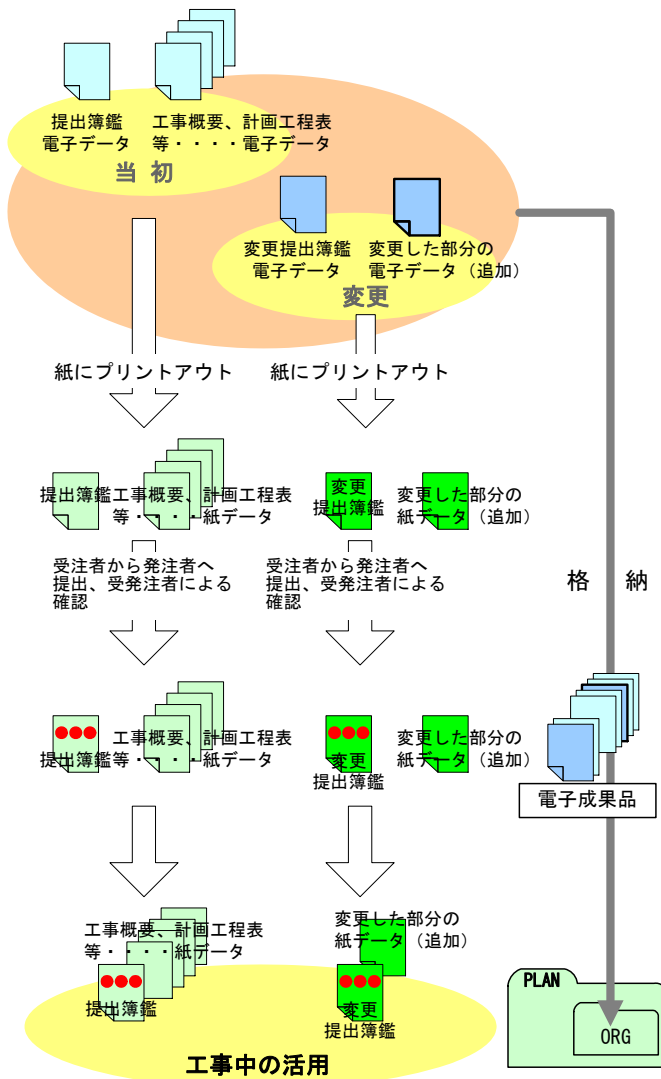 提出簿鑑
電子データ
工事概要、計画工程表
等・・・・電子データ
当 初
変更提出簿鑑
電子データ
変更した部分の
電子データ（追加）
変更
紙にプリントアウト
紙にプリントアウト
提出簿鑑
工事概要、計画工程表
等・・・・紙データ
変更
提出簿鑑
変更した部分の
紙データ（追加）
受注者から発注者へ
提出、受発注者による
確認
受注者から発注者へ
提出、受発注者による
確認
格 納
提出簿鑑
工事概要、計画工程表
等・・・・紙データ
変更
提出簿鑑
変更した部分の
紙データ（追加）
電子成果品
工事概要、計画工程表
等・・・・紙データ
提出簿鑑
変更した部分の
紙データ（追加）
変更
提出簿鑑
工事中の活用
PLAN
ORG